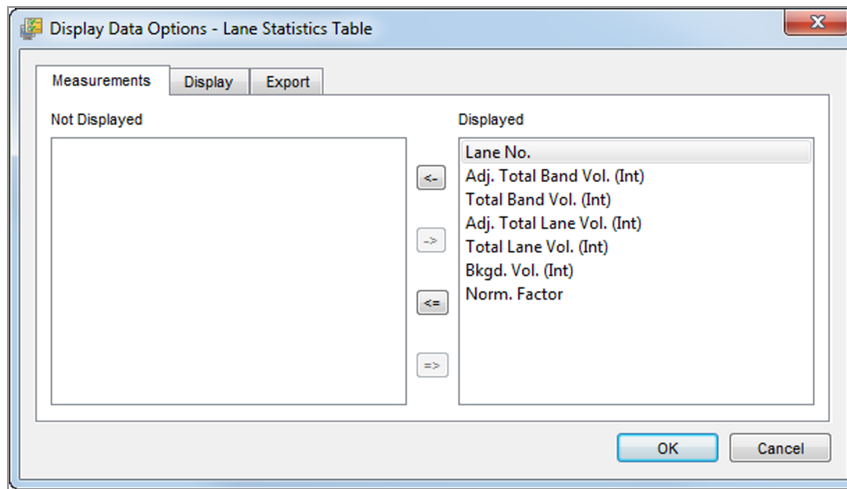 Display Data Options - Lane Statistics Table
X
Measurements Display Export
Not Displayed Displayed
Lane No.
Adj. Total Band Vol. (Int)
<-
Total Band Vol. (Int)
Adj. Total Lane Vol. (Int)
->
Total Lane Vol. (Int)
Bkgd. Vol. (Int)
Norm. Factor
<=
=>
OK Cancel